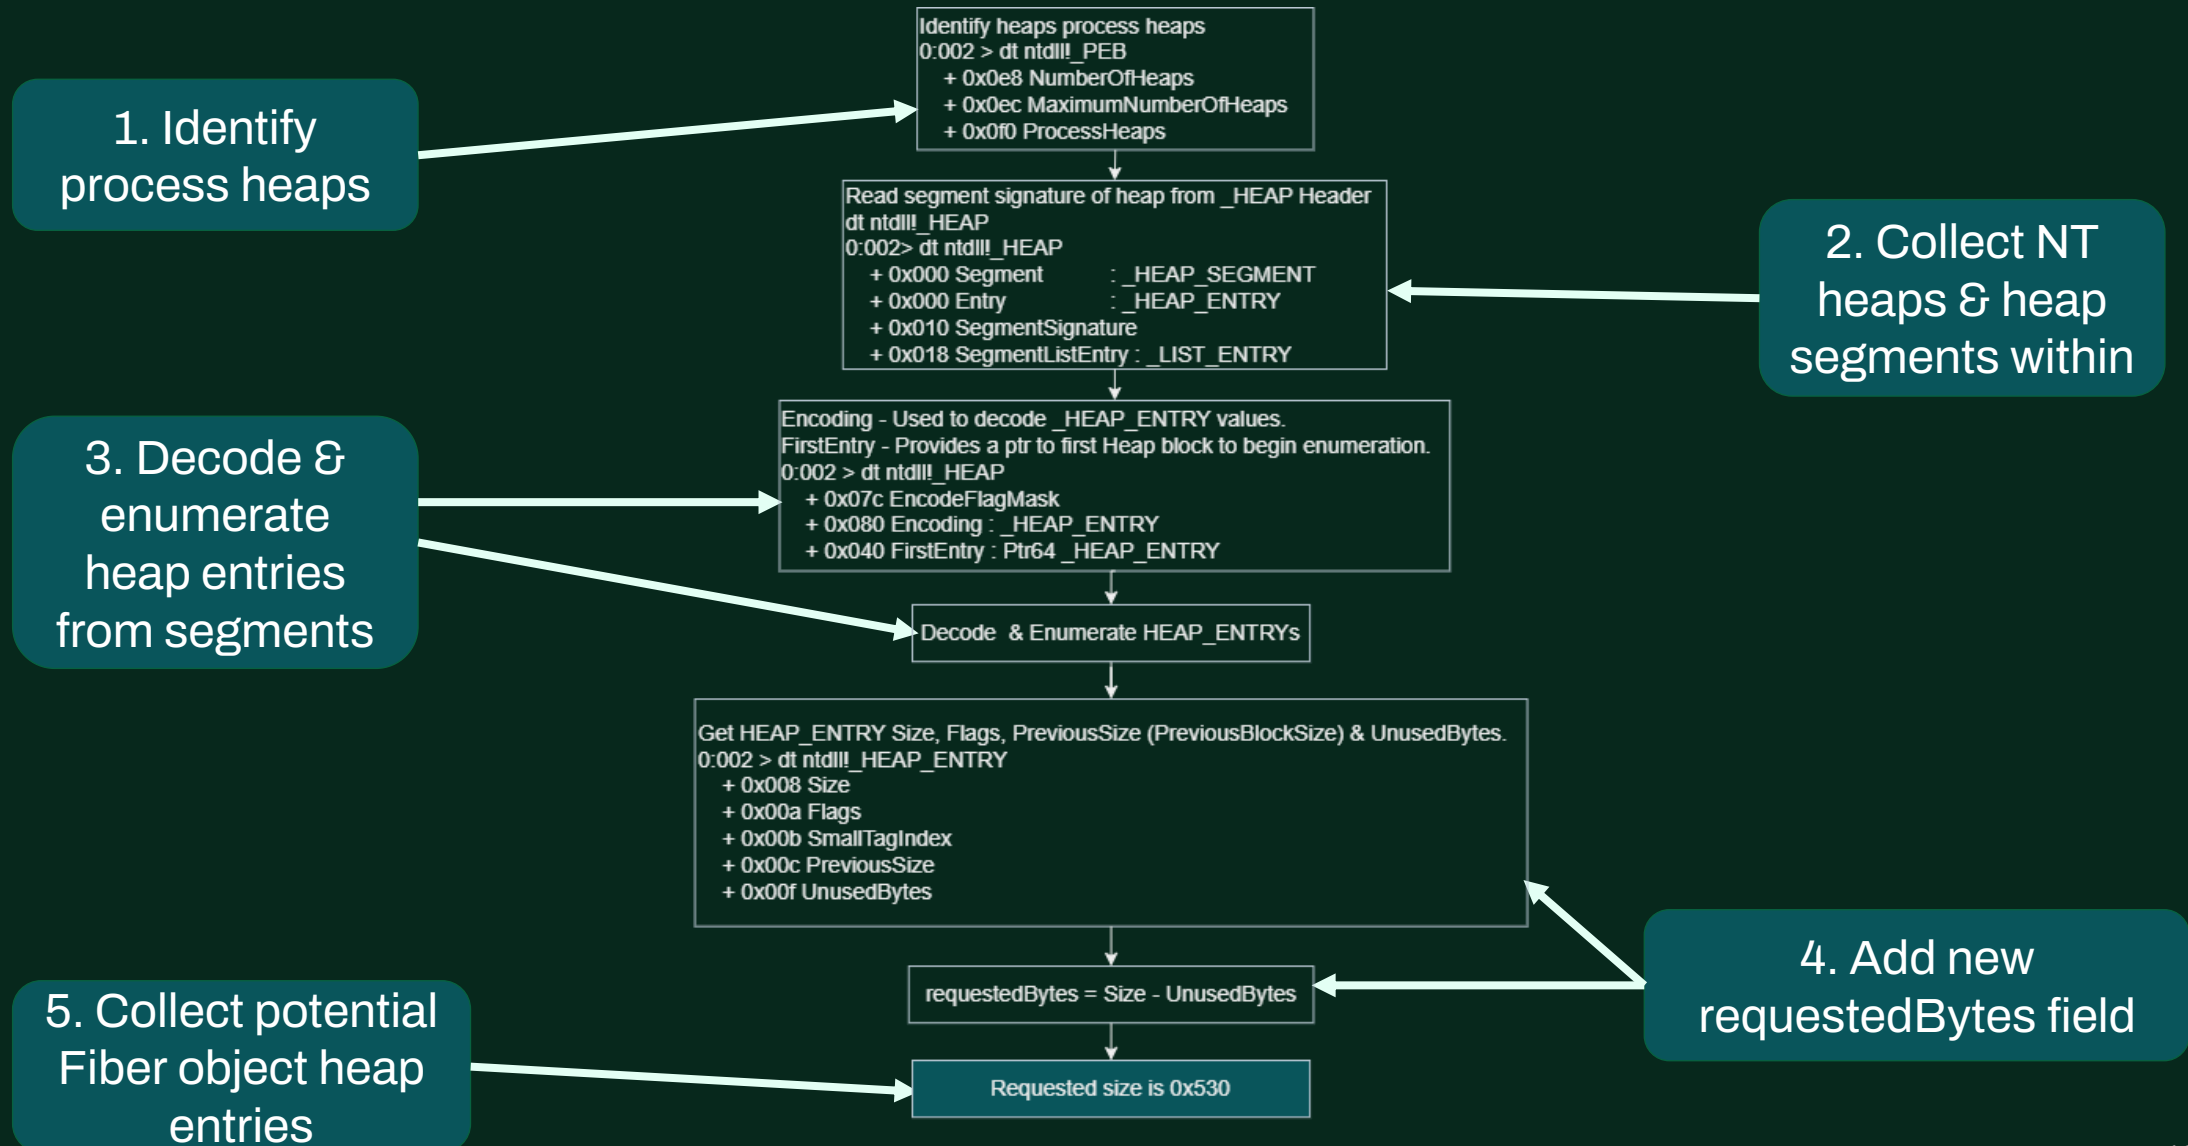 Identify heaps process heaps
0:002 > dt ntdll!_PEB
+ 0x0e8 NumberOfHeaps
+ 0x0ec MaximumNumberOfHeaps
+ 0x0f0 ProcessHeaps
1. Identify
process heaps
Read segment signature of heap from _HEAP Header
dt ntdll!_HEAP
0:002> dt ntdll!_HEAP
+ 0x000 Segment : _HEAP_SEGMENT
+ 0x000 Entry : _HEAP_ENTRY
+ 0x010 SegmentSignature
+ 0x018 SegmentListEntry : _LIST_ENTRY
2. Collect NT
heaps & heap
segments within
Encoding - Used to decode _HEAP_ENTRY values.
FirstEntry - Provides a ptr to first Heap block to begin enumeration.
0:002 > dt ntdll!_HEAP
+ 0x07c EncodeFlagMask
+ 0x080 Encoding : _HEAP_ENTRY
+ 0x040 FirstEntry : Ptr64 _HEAP_ENTRY
3. Decode &
enumerate
heap entries
from segments
Decode & Enumerate HEAP_ENTRYs
Get HEAP_ENTRY Size, Flags, PreviousSize (PreviousBlockSize) & UnusedBytes.
0:002 > dt ntdll!_HEAP_ENTRY
+ 0x008 Size
+ 0x00a Flags
+ 0x00b SmallTagIndex
+ 0x00c PreviousSize
+ 0x00f UnusedBytes
4. Add new
requestedBytes field
requestedBytes = Size - UnusedBytes
5. Collect potential
Fiber object heap
entries
Requested size is 0x530